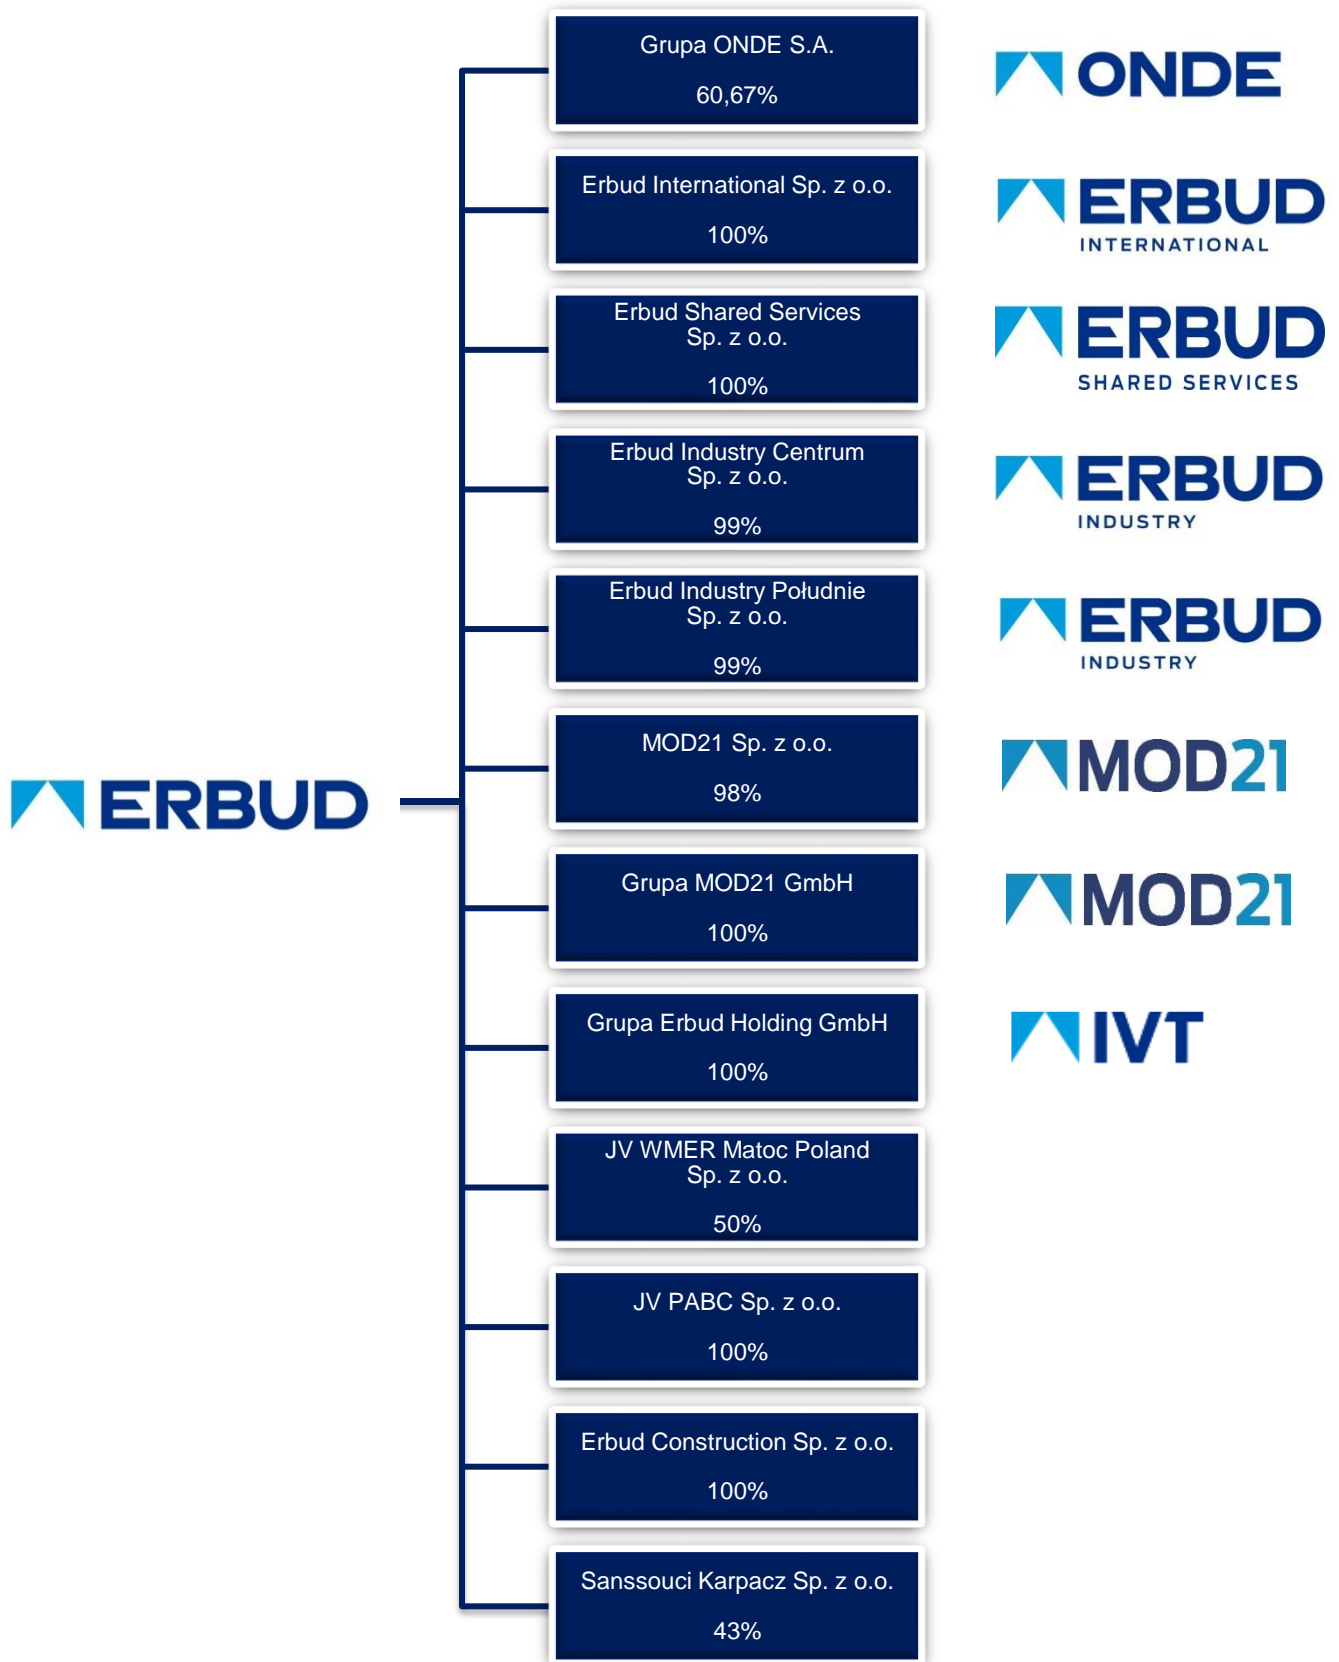 Grupa ONDE S.A.
60,67%
ONDE
Erbud International Sp. z o.o.
100%
ERBUD
INTERNATIONAL
Erbud Shared Services
Sp. z o.o.
100%
ERBUD
SHARED SERVICES
Erbud Industry Centrum
Sp. z o.o.
99%
ERBUD
INDUSTRY
Erbud Industry Południe
Sp. z o.o.
99%
ERBUD
INDUSTRY
MOD21 Sp. z o.o.
98%
MOD21
ERBUD
Grupa MOD21 GmbH
100%
MOD21
Grupa Erbud Holding GmbH
100%
IVT
JV WMER Matoc Poland
Sp. z o.o.
50%
JV PABC Sp. z o.o.
100%
Erbud Construction Sp. z o.o.
100%
Sanssouci Karpacz Sp. z o.o.
43%